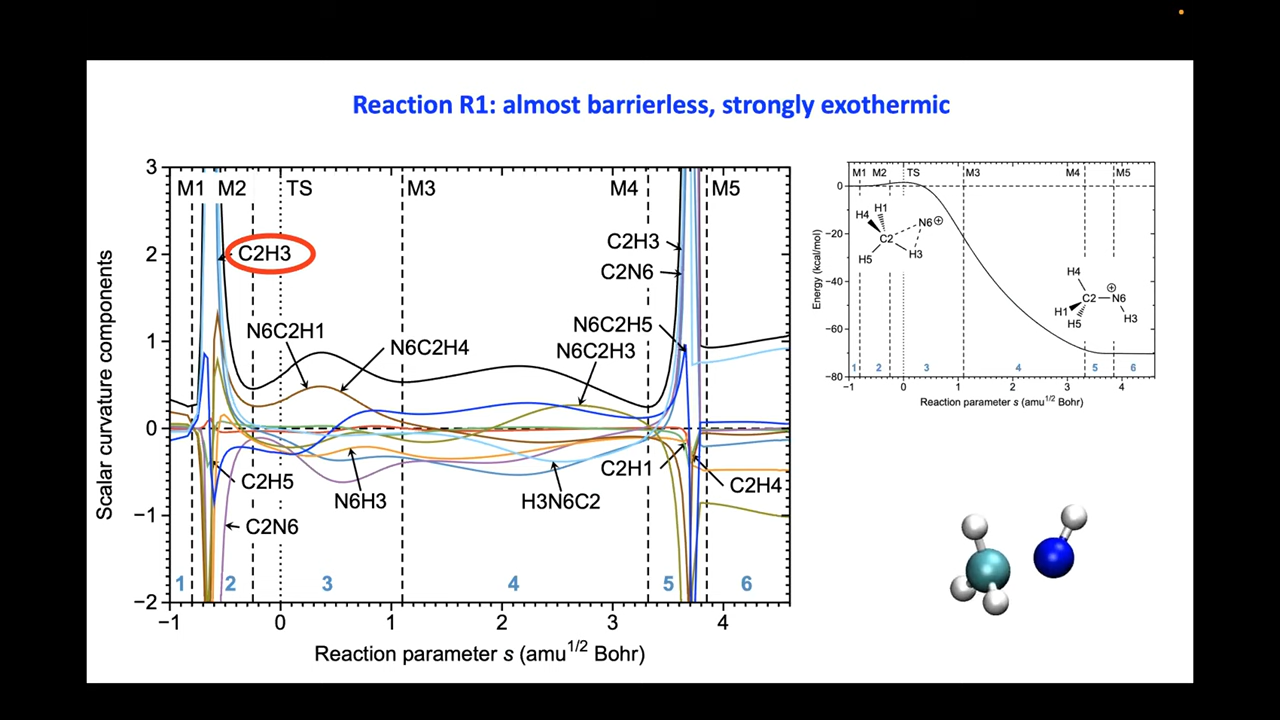 Reaction R1: almost barrierless, strongly exothermic
3
2
1
0
−1
−2
M1
M2
TS
M3
M4
M5
C2H3
C2H3
C2N6
N6C2H1
N6C2H4
N6C2H5
N6C2H3
C2H5
C2N6
N6H3
H3N6C2
C2H1
C2H4
1
2
3
4
5
6
−1
0
1
2
3
4
Scalar curvature components
Reaction parameter s (amu1/2 Bohr)
M1
M2
TS
M3
M4
M5
0
−20
−40
−60
−80
H4
H1
N6⊕
C2
H3
H5
H4
⊕
C2
N6
H1
H5
H3
1
2
3
4
5
6
−1
0
1
2
3
4
Energy (kcal/mol)
Reaction parameter s (amu1/2 Bohr)